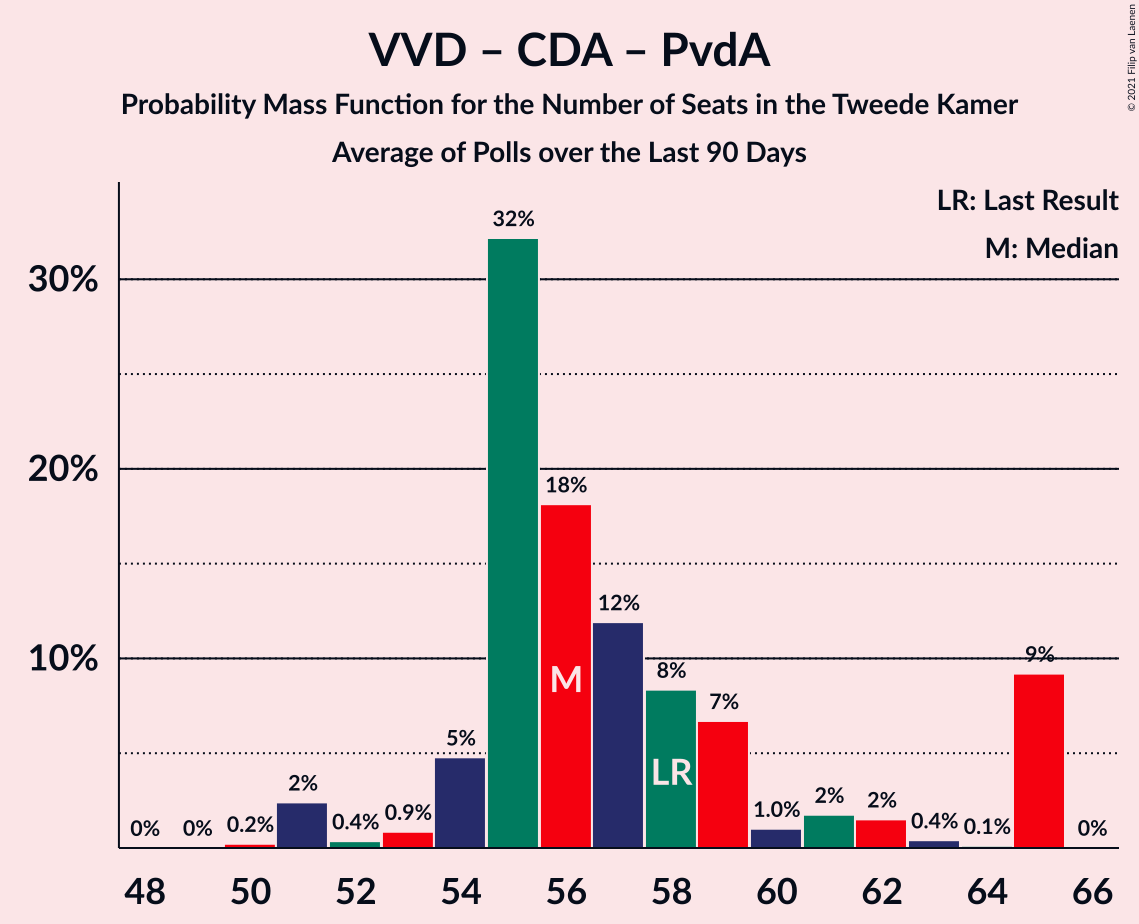 VVD – CDA – PvdA
Probability Mass Function for the Number of Seats in the Tweede Kamer
Average of Polls over the Last 90 Days
© 2021 Filip van Laenen
LR: Last Result
M: Median
30%
20%
10%
0%
0%
0.2%
2%
0.4%
0.9%
5%
32%
18%
12%
8%
7%
1.0%
2%
2%
0.4%
0.1%
9%
0%
M
LR
48 50 52 54 56 58 60 62 64 66